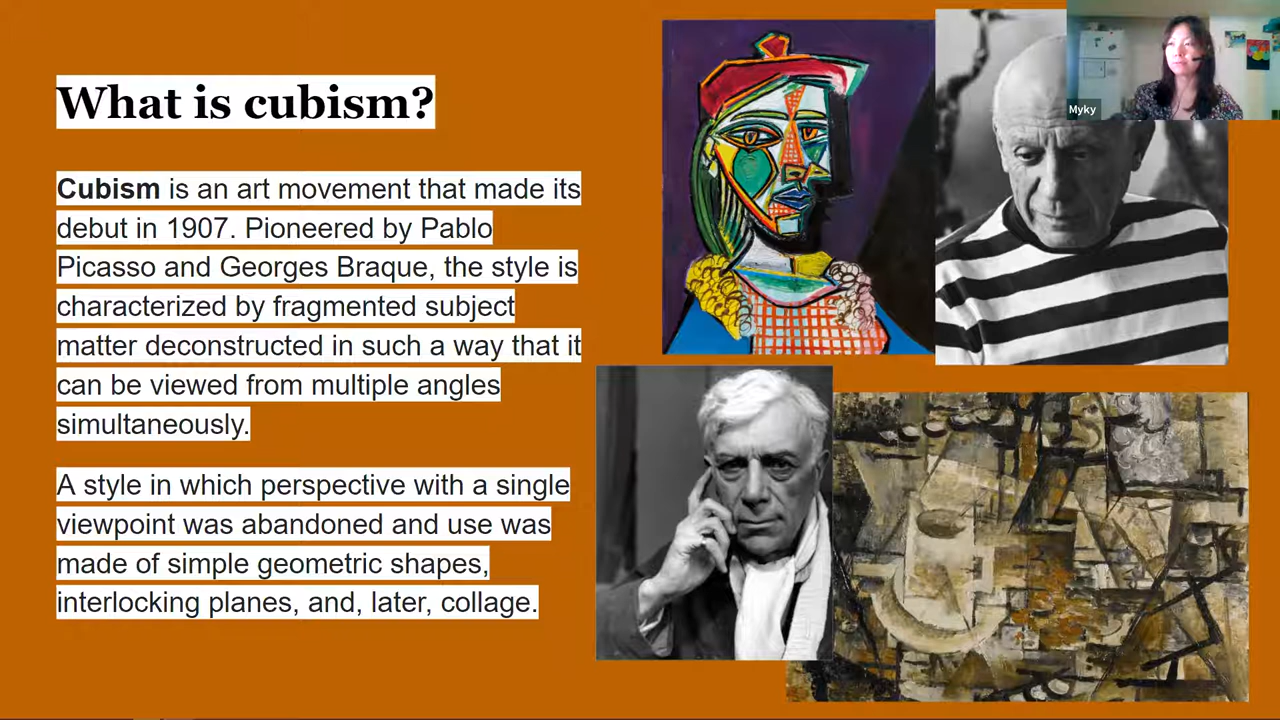 What is cubism?
Cubism is an art movement that made its
debut in 1907. Pioneered by Pablo
Picasso and Georges Braque, the style is
characterized by fragmented subject
matter deconstructed in such a way that it
can be viewed from multiple angles
simultaneously.
A style in which perspective with a single
viewpoint was abandoned and use was
made of simple geometric shapes,
interlocking planes, and, later, collage.
Myky